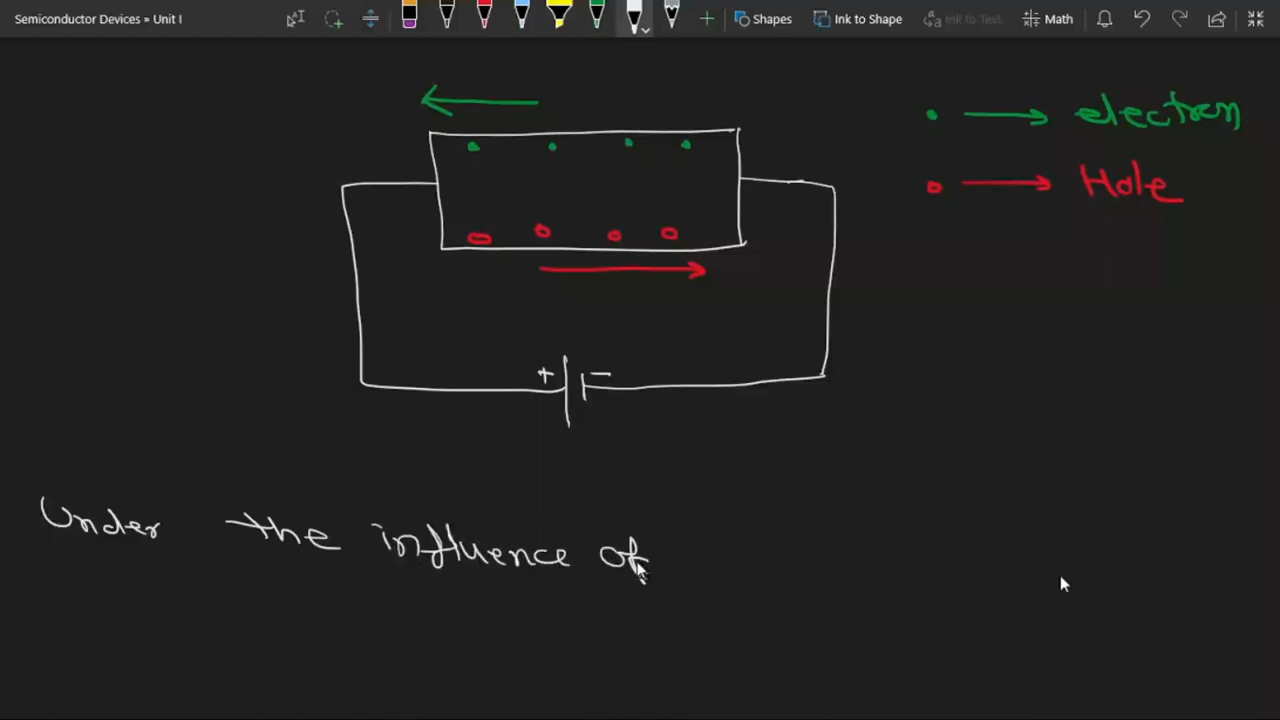 Semiconductor Devices » Unit I
Shapes
Ink to Shape
Ink to Text
Math
electron
Hole
+ −
Under the influence of